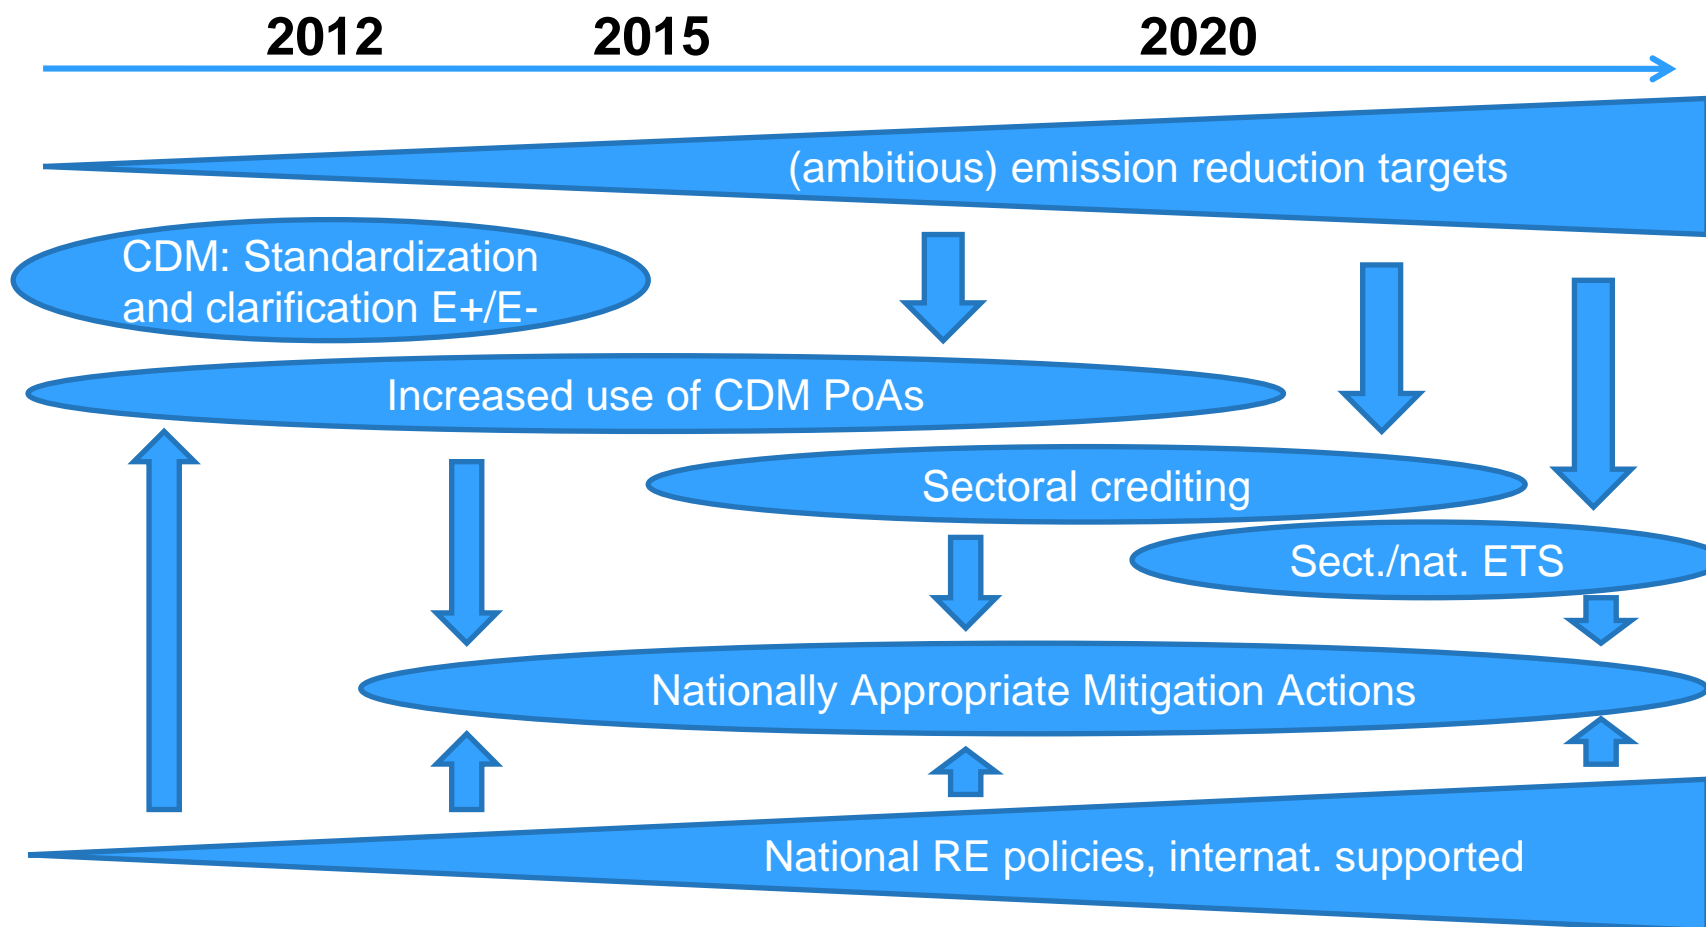 2012 2015 2020
(ambitious) emission reduction targets
CDM: Standardization
and clarification E+/E-
Increased use of CDM PoAs
Sectoral crediting
Sect./nat. ETS
Nationally Appropriate Mitigation Actions
National RE policies, internat. supported